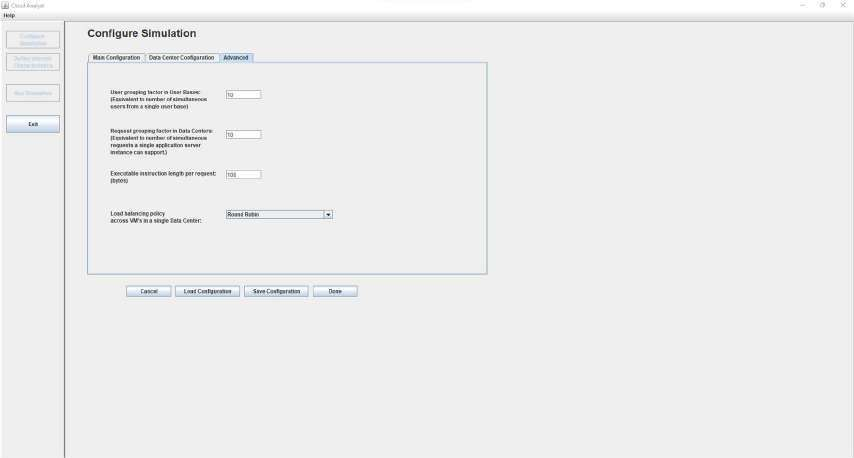 Cloud Analyst
Help
Configure
Simulation
Define Internet
Characteristics
Run Simulation
Exit
Configure Simulation
Main Configuration
Data Center Configuration
Advanced
User grouping factor in User Bases:
(Equivalent to number of simultaneous
users from a single user base)
10
Request grouping factor in Data Centers:
(Equivalent to number of simultaneous
requests a single application server
instance can support.)
10
Executable instruction length per request:
(bytes)
100
Load balancing policy
across VM's in a single Data Center:
Round Robin
Cancel
Load Configuration
Save Configuration
Done